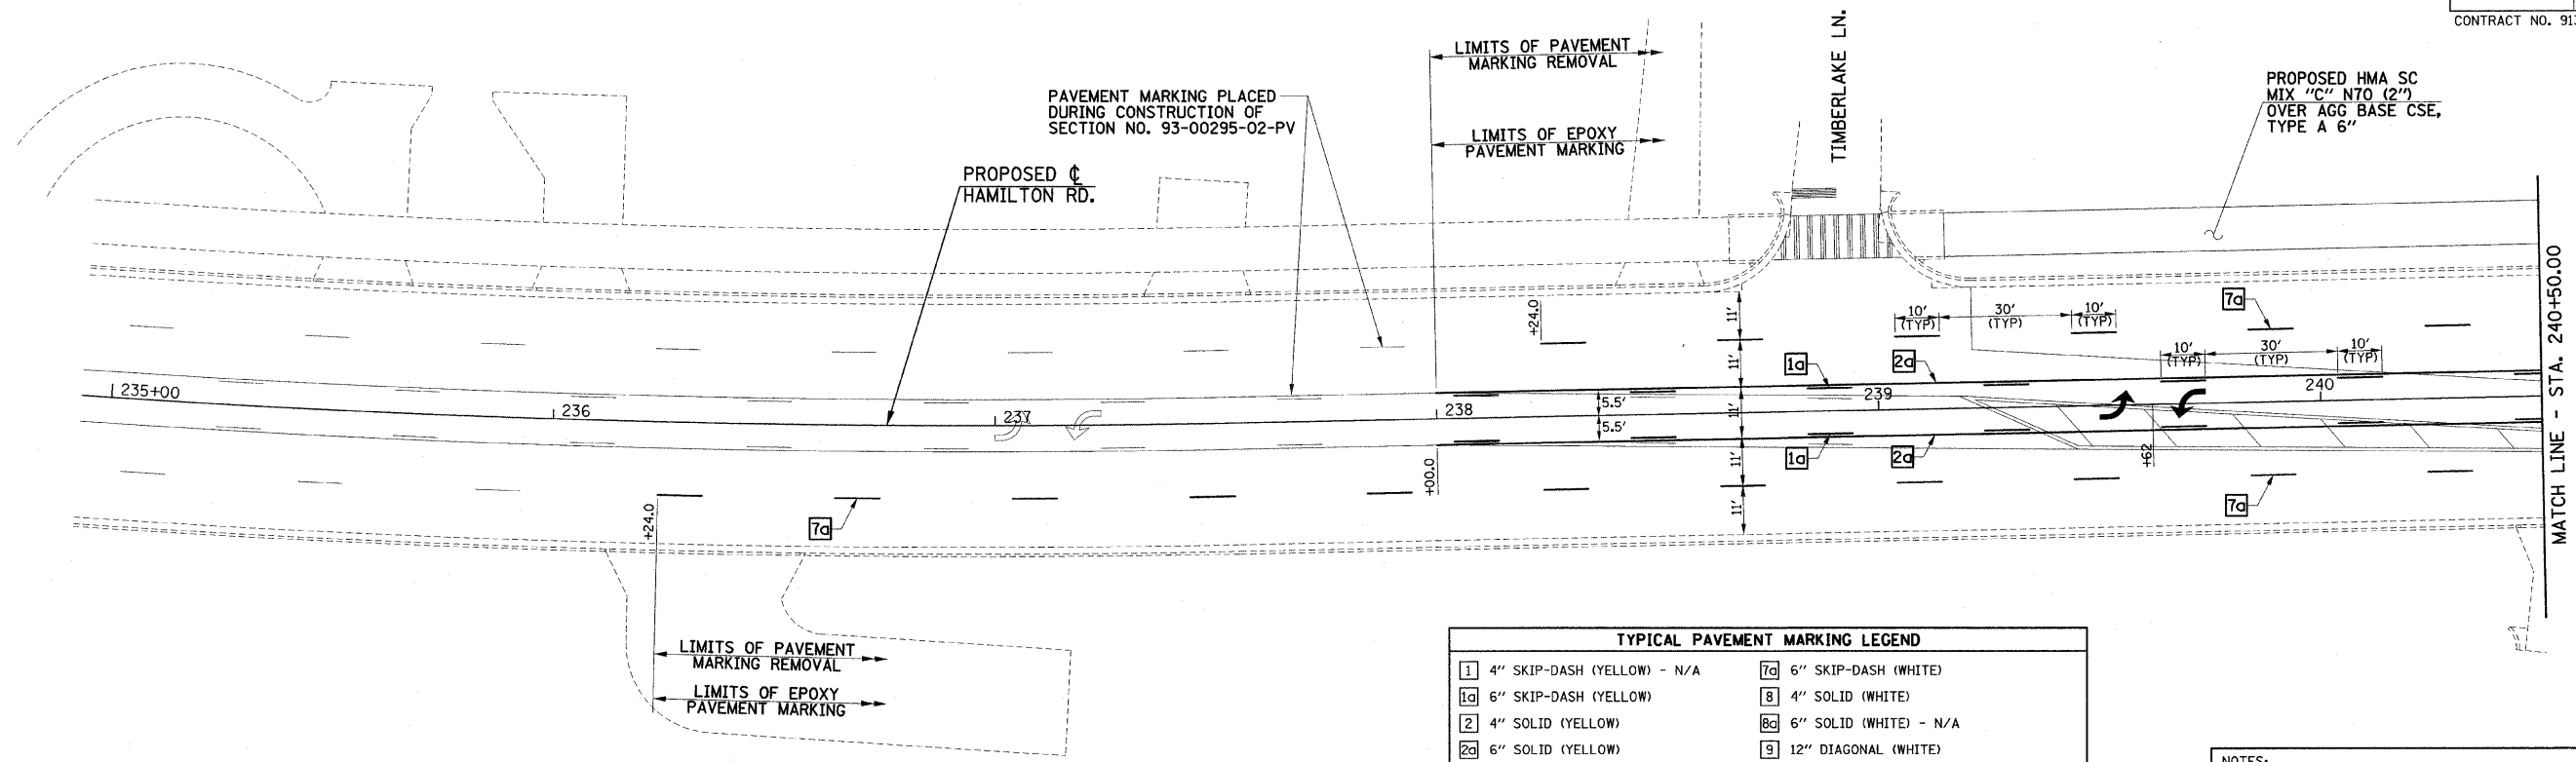 CONTRACT NO. 913
LIMITS OF PAVEMENT
MARKING REMOVAL
LIMITS OF EPOXY
PAVEMENT MARKING
TIMBERLAKE LN.
PROPOSED HMA SC
MIX "C" N70 (2")
OVER AGG BASE CSE,
TYPE A 6"
PAVEMENT MARKING PLACED
DURING CONSTRUCTION OF
SECTION NO. 93-00295-02-PV
PROPOSED ℄
HAMILTON RD.
+24.0
11'
11'
11'
11'
11'
10'
(TYP)
30'
(TYP)
10'
(TYP)
7a
10'
(TYP)
30'
(TYP)
10'
(TYP)
1a
2a
235+00
236
237
238
239
240
5.5'
5.5'
1a
2a
+62
+00.0
7a
+24.0
7a
MATCH LINE - STA. 240+50.00
LIMITS OF PAVEMENT
MARKING REMOVAL
LIMITS OF EPOXY
PAVEMENT MARKING
TYPICAL PAVEMENT MARKING LEGEND
1 4" SKIP-DASH (YELLOW) - N/A
1a 6" SKIP-DASH (YELLOW)
2 4" SOLID (YELLOW)
2a 6" SOLID (YELLOW)
7a 6" SKIP-DASH (WHITE)
8 4" SOLID (WHITE)
8a 6" SOLID (WHITE) - N/A
9 12" DIAGONAL (WHITE)
NOTES: